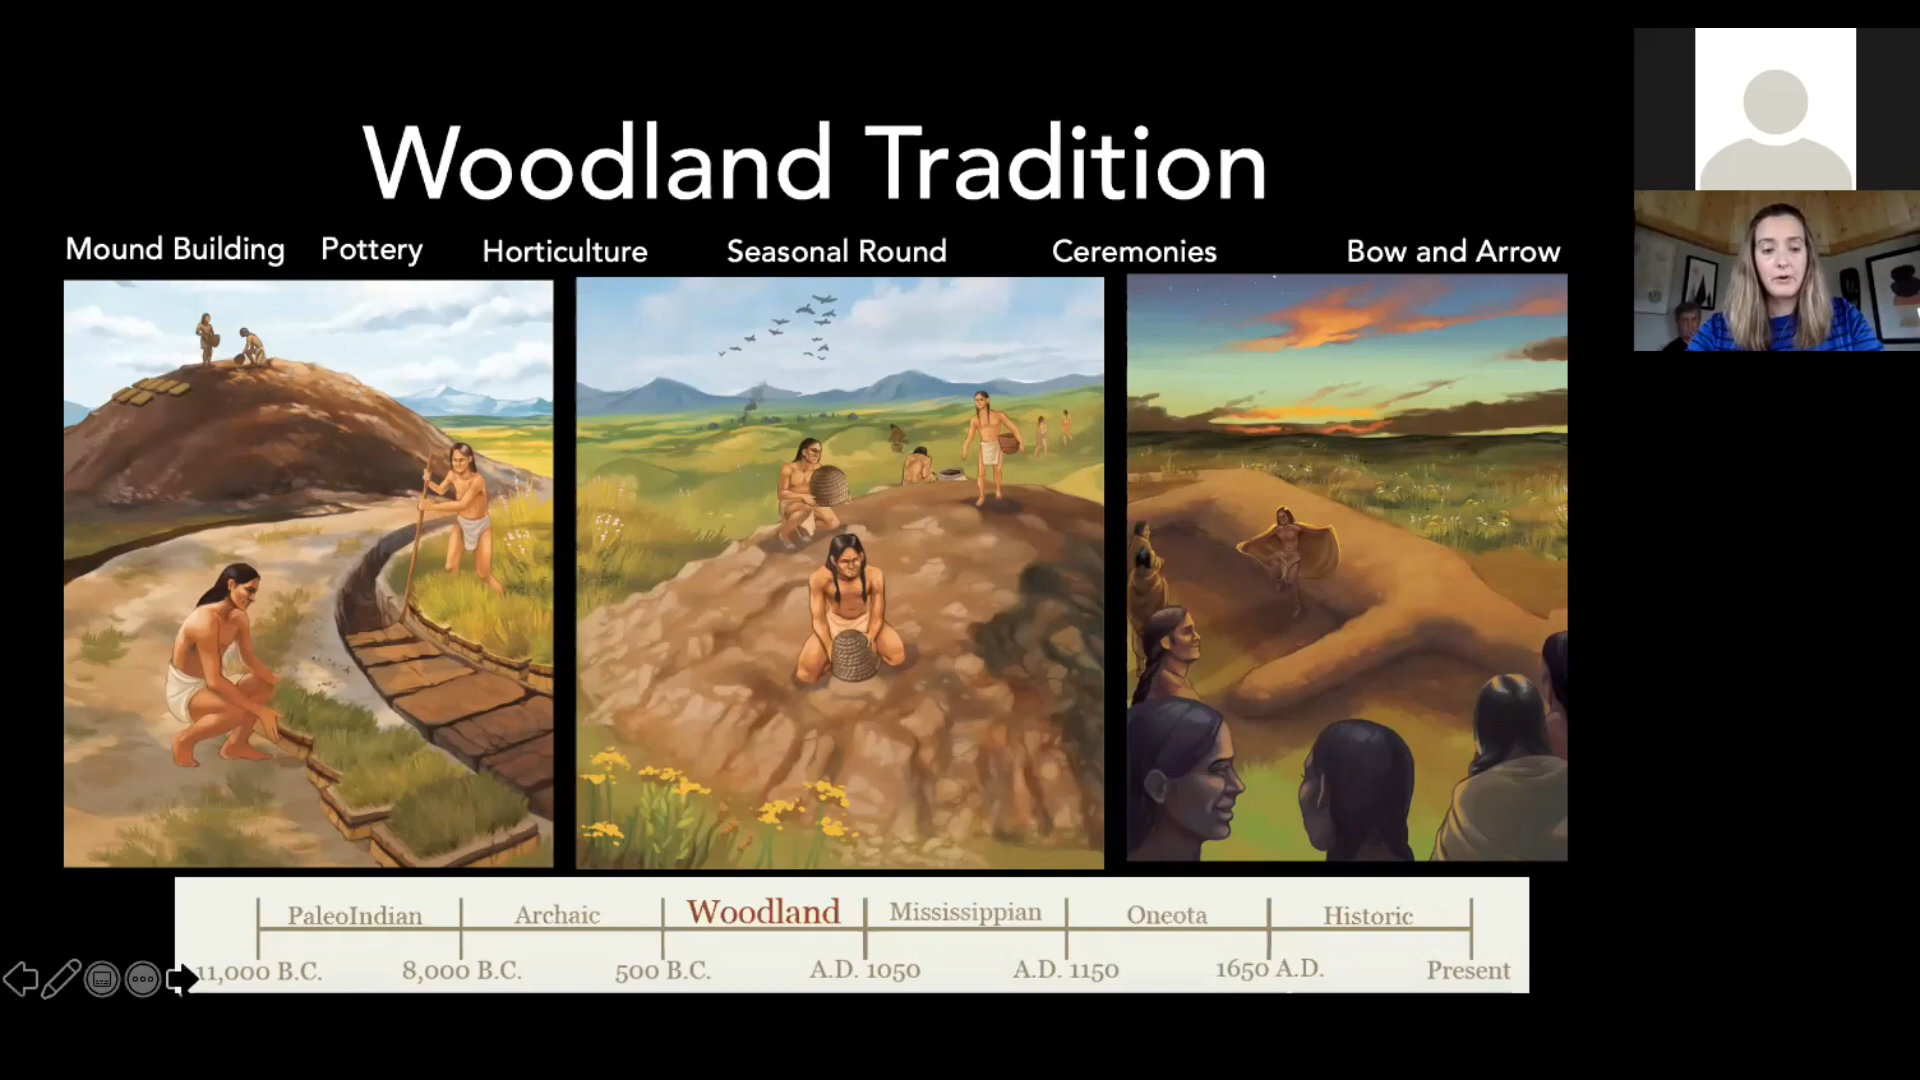 Woodland Tradition
Mound Building Pottery Horticulture Seasonal Round Ceremonies Bow and Arrow
PaleoIndian Archaic Woodland Mississippian Oneota Historic
11,000 B.C. 8,000 B.C. 500 B.C. A.D. 1050 A.D. 1150 1650 A.D. Present